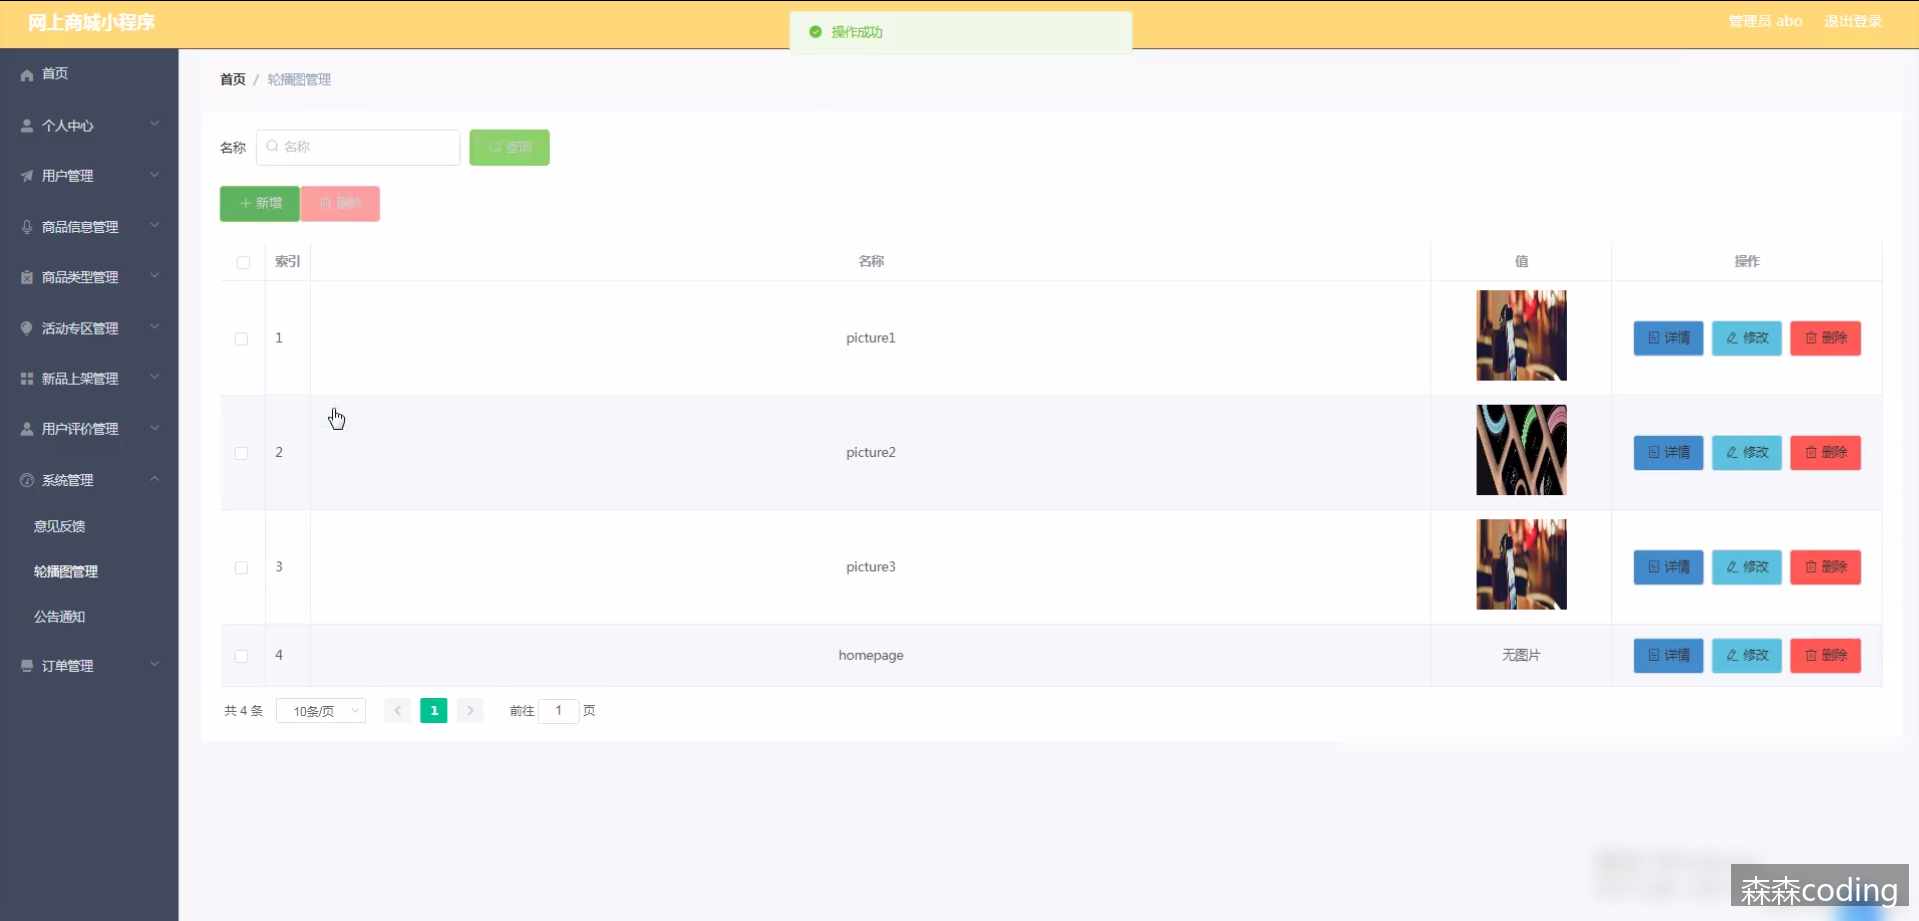 网上商城小程序
操作成功
管理员 abo
退出登录
首页
个人中心
用户管理
商品信息管理
商品类型管理
活动专区管理
新品上架管理
用户评价管理
系统管理
意见反馈
轮播图管理
公告通知
订单管理
首页 / 轮播图管理
名称 名称 查询
新增 删除
索引 名称 值 操作
1 picture1 详情 修改 删除
2 picture2 详情 修改 删除
3 picture3 详情 修改 删除
4 homepage 无图片 详情 修改 删除
共 4 条 10条/页 1 前往 1 页
森森coding